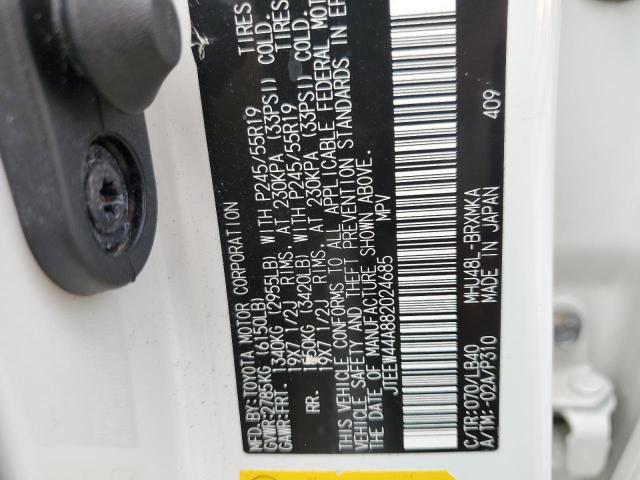 MFD.BY: TOYOTA MOTOR CORPORATION
GVWR: 2785KG (6150LB)
GAWR: FRT. 1340KG (2955LB) WITH P245/55R19 TIRES
19X7 1/2J RIMS. AT 230KPA (33PSI) COLD.
RR. 1550KG (3420LB) WITH P245/55R19 TIRES
19X7 1/2J RIMS. AT 230KPA (33PSI) COLD.
THIS VEHICLE CONFORMS TO ALL APPLICABLE FEDERAL MOTOR
VEHICLE SAFETY AND THEFT PREVENTION STANDARDS IN EF
THE DATE OF MANUFACTURE SHOWN ABOVE.
JTEEW44A882024685 MPV
C/TR: 070/LB40 MHU48L-BRXMKA 409
A/TM: -02A/P310 MADE IN JAPAN